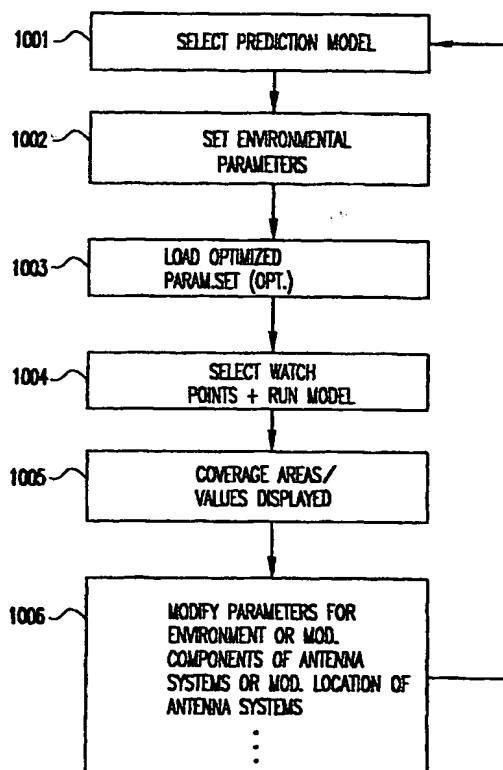 1001
SELECT PREDICTION MODEL
1002
SET ENVIRONMENTAL
PARAMETERS
1003
LOAD OPTIMIZED
PARAM.SET (OPT.)
1004
SELECT WATCH
POINTS + RUN MODEL
1005
COVERAGE AREAS/
VALUES DISPLAYED
1006
MODIFY PARAMETERS FOR
ENVIRONMENT OR MOD.
COMPONENTS OF ANTENNA
SYSTEMS OR MOD. LOCATION OF
ANTENNA SYSTEMS